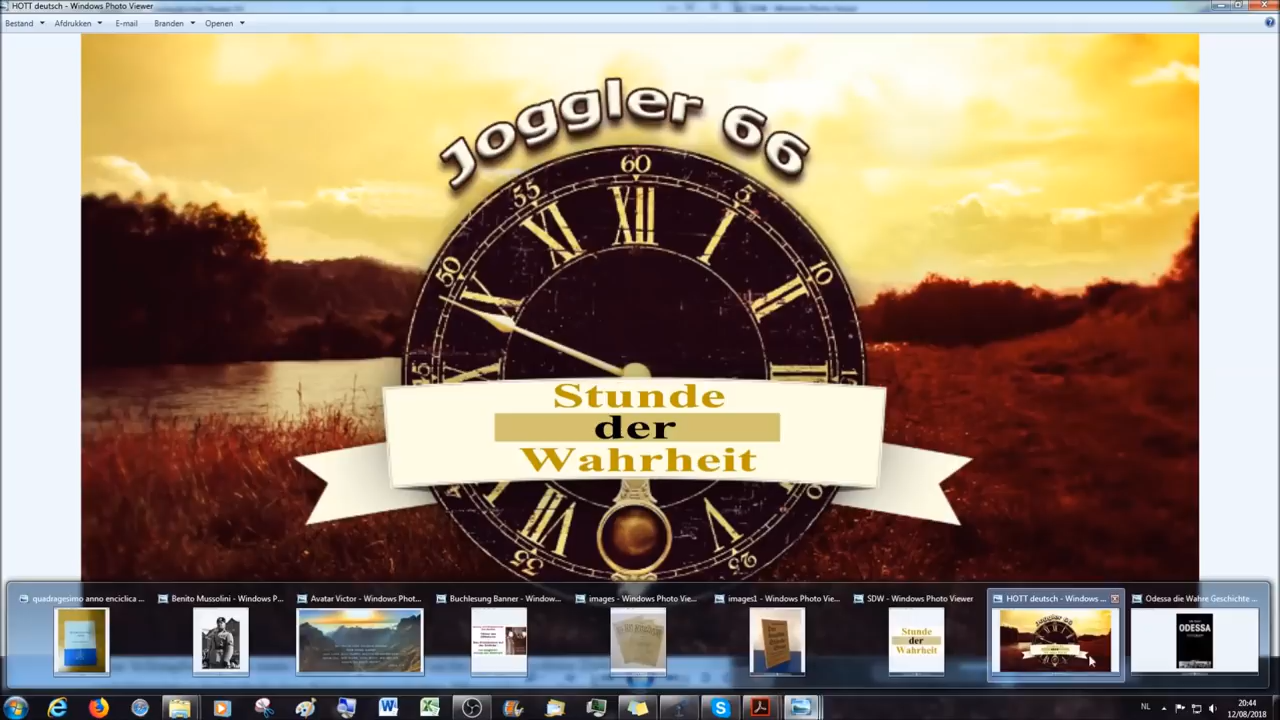 HOTT deutsch - Windows Photo Viewer
Bestand Afdrukken E-mail Branden Openen
Joggler 66
60
55 5
XII
XI I
50 10
Stunde
der
Wahrheit
25
quadragesimo anno enciclica ...
Benito Mussolini - Windows P...
Avatar Victor - Windows Phot...
Buchlesung Banner - Window...
images - Windows Photo Vie...
images1 - Windows Photo Vie...
SDW - Windows Photo Viewer
HOTT deutsch - Windows ...
Odessa die Wahre Geschichte ...
Stunde
der
Wahrheit
ODESSA
NL
20:44
12/08/2018